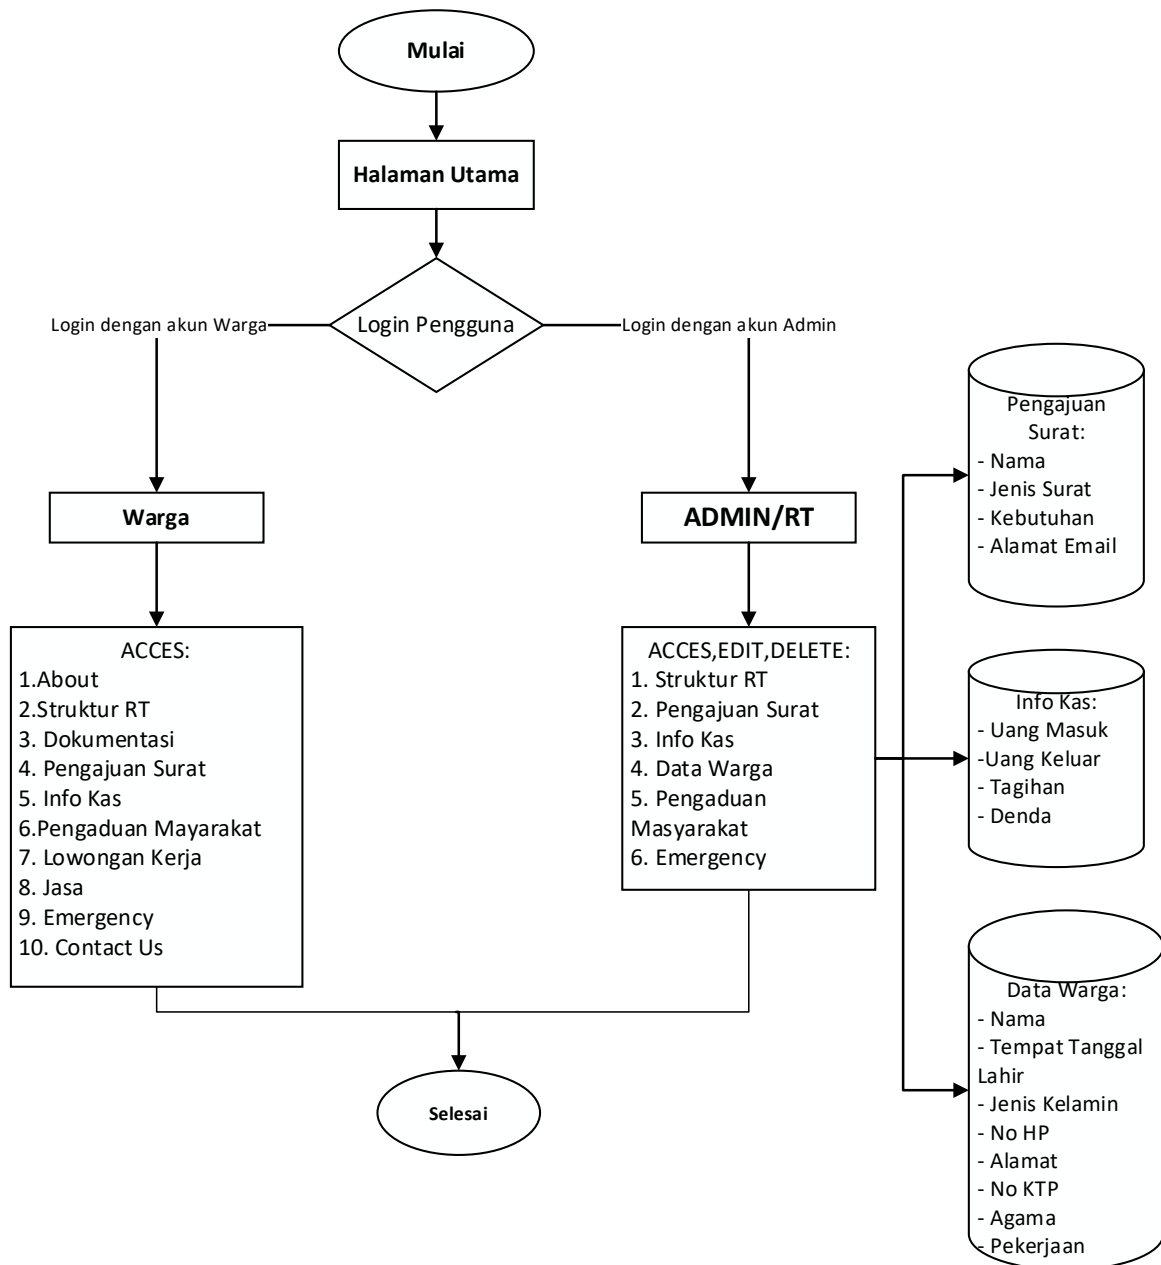 Mulai
Halaman Utama
Login Pengguna
Login dengan akun Warga
Login dengan akun Admin
Warga
ADMIN/RT
ACCES:
1.About
2.Struktur RT
3. Dokumentasi
4. Pengajuan Surat
5. Info Kas
6.Pengaduan Mayarakat
7. Lowongan Kerja
8. Jasa
9. Emergency
10. Contact Us
ACCES,EDIT,DELETE:
1. Struktur RT
2. Pengajuan Surat
3. Info Kas
4. Data Warga
5. Pengaduan
Masyarakat
6. Emergency
Pengajuan
Surat:
- Nama
- Jenis Surat
- Kebutuhan
- Alamat Email
Info Kas:
- Uang Masuk
-Uang Keluar
- Tagihan
- Denda
Data Warga:
- Nama
- Tempat Tanggal
Lahir
- Jenis Kelamin
- No HP
- Alamat
- No KTP
- Agama
- Pekerjaan
Selesai